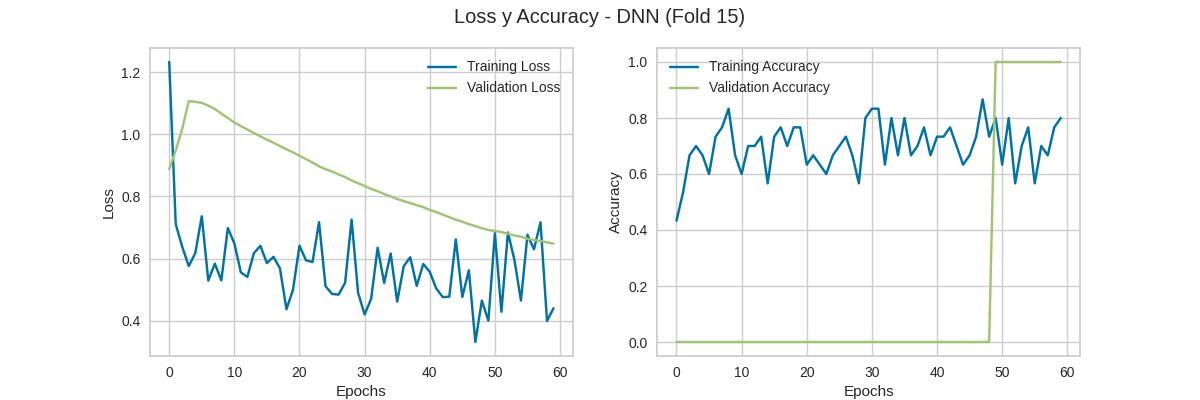 Loss y Accuracy - DNN (Fold 15)
Training Loss
Validation Loss
1.2
1.0
0.8
0.6
0.4
Loss
0 10 20 30 40 50 60
Epochs
Training Accuracy
Validation Accuracy
1.0
0.8
0.6
0.4
0.2
0.0
Accuracy
0 10 20 30 40 50 60
Epochs